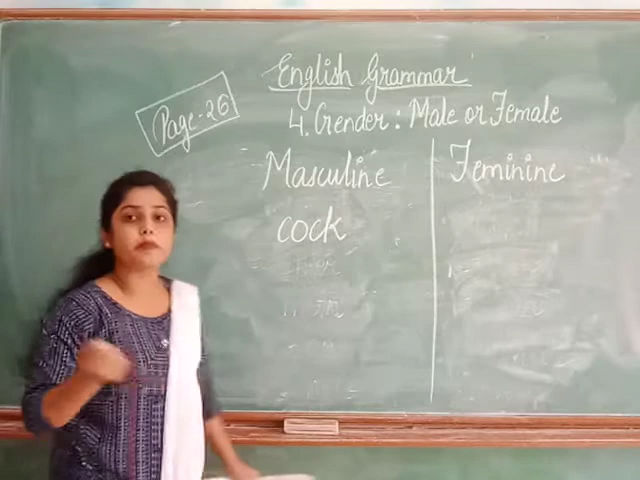 English Grammar
Page-26
4. Gender: Male or Female
Masculine Feminine
cock